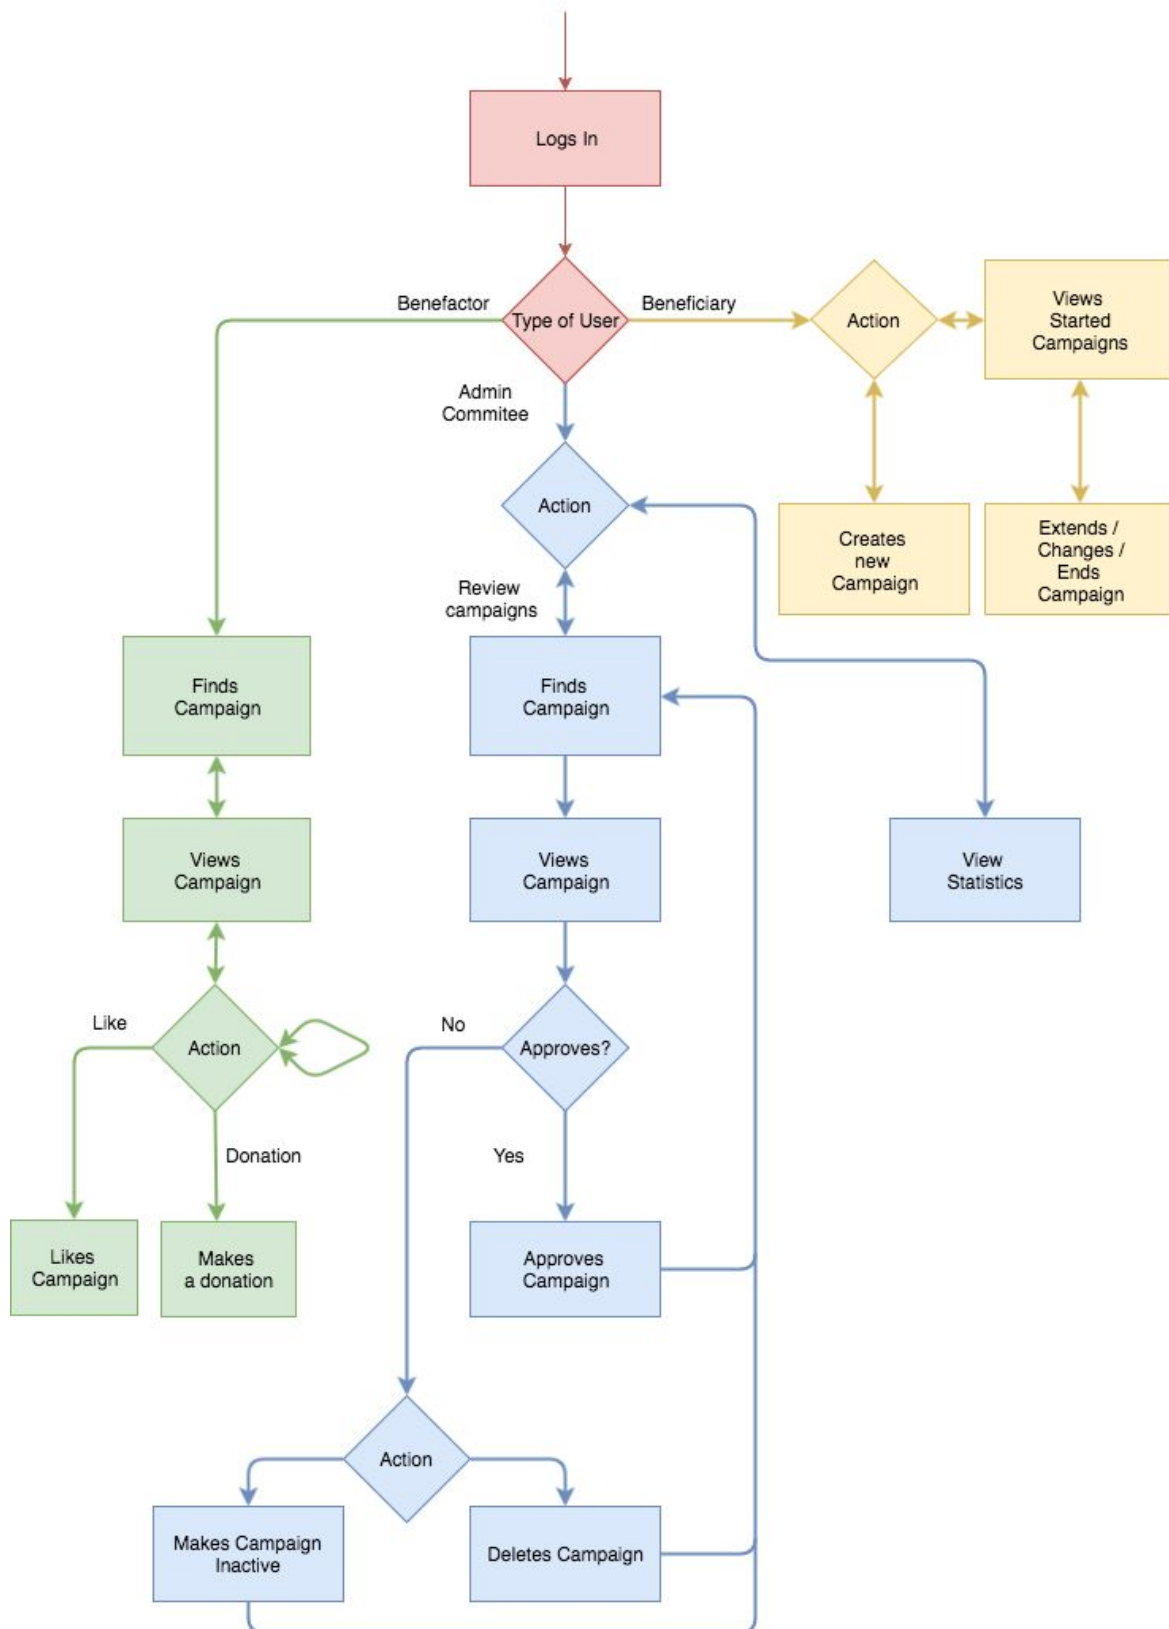 Logs In
Benefactor
Type of User
Beneficiary
Action
Views
Started
Campaigns
Admin
Commitee
Action
Creates
new
Campaign
Extends /
Changes /
Ends
Campaign
Review
campaigns
Finds
Campaign
Finds
Campaign
Views
Campaign
Views
Campaign
View
Statistics
Like
Action
No
Approves?
Donation
Yes
Likes
Campaign
Makes
a donation
Approves
Campaign
Action
Makes Campaign
Inactive
Deletes Campaign